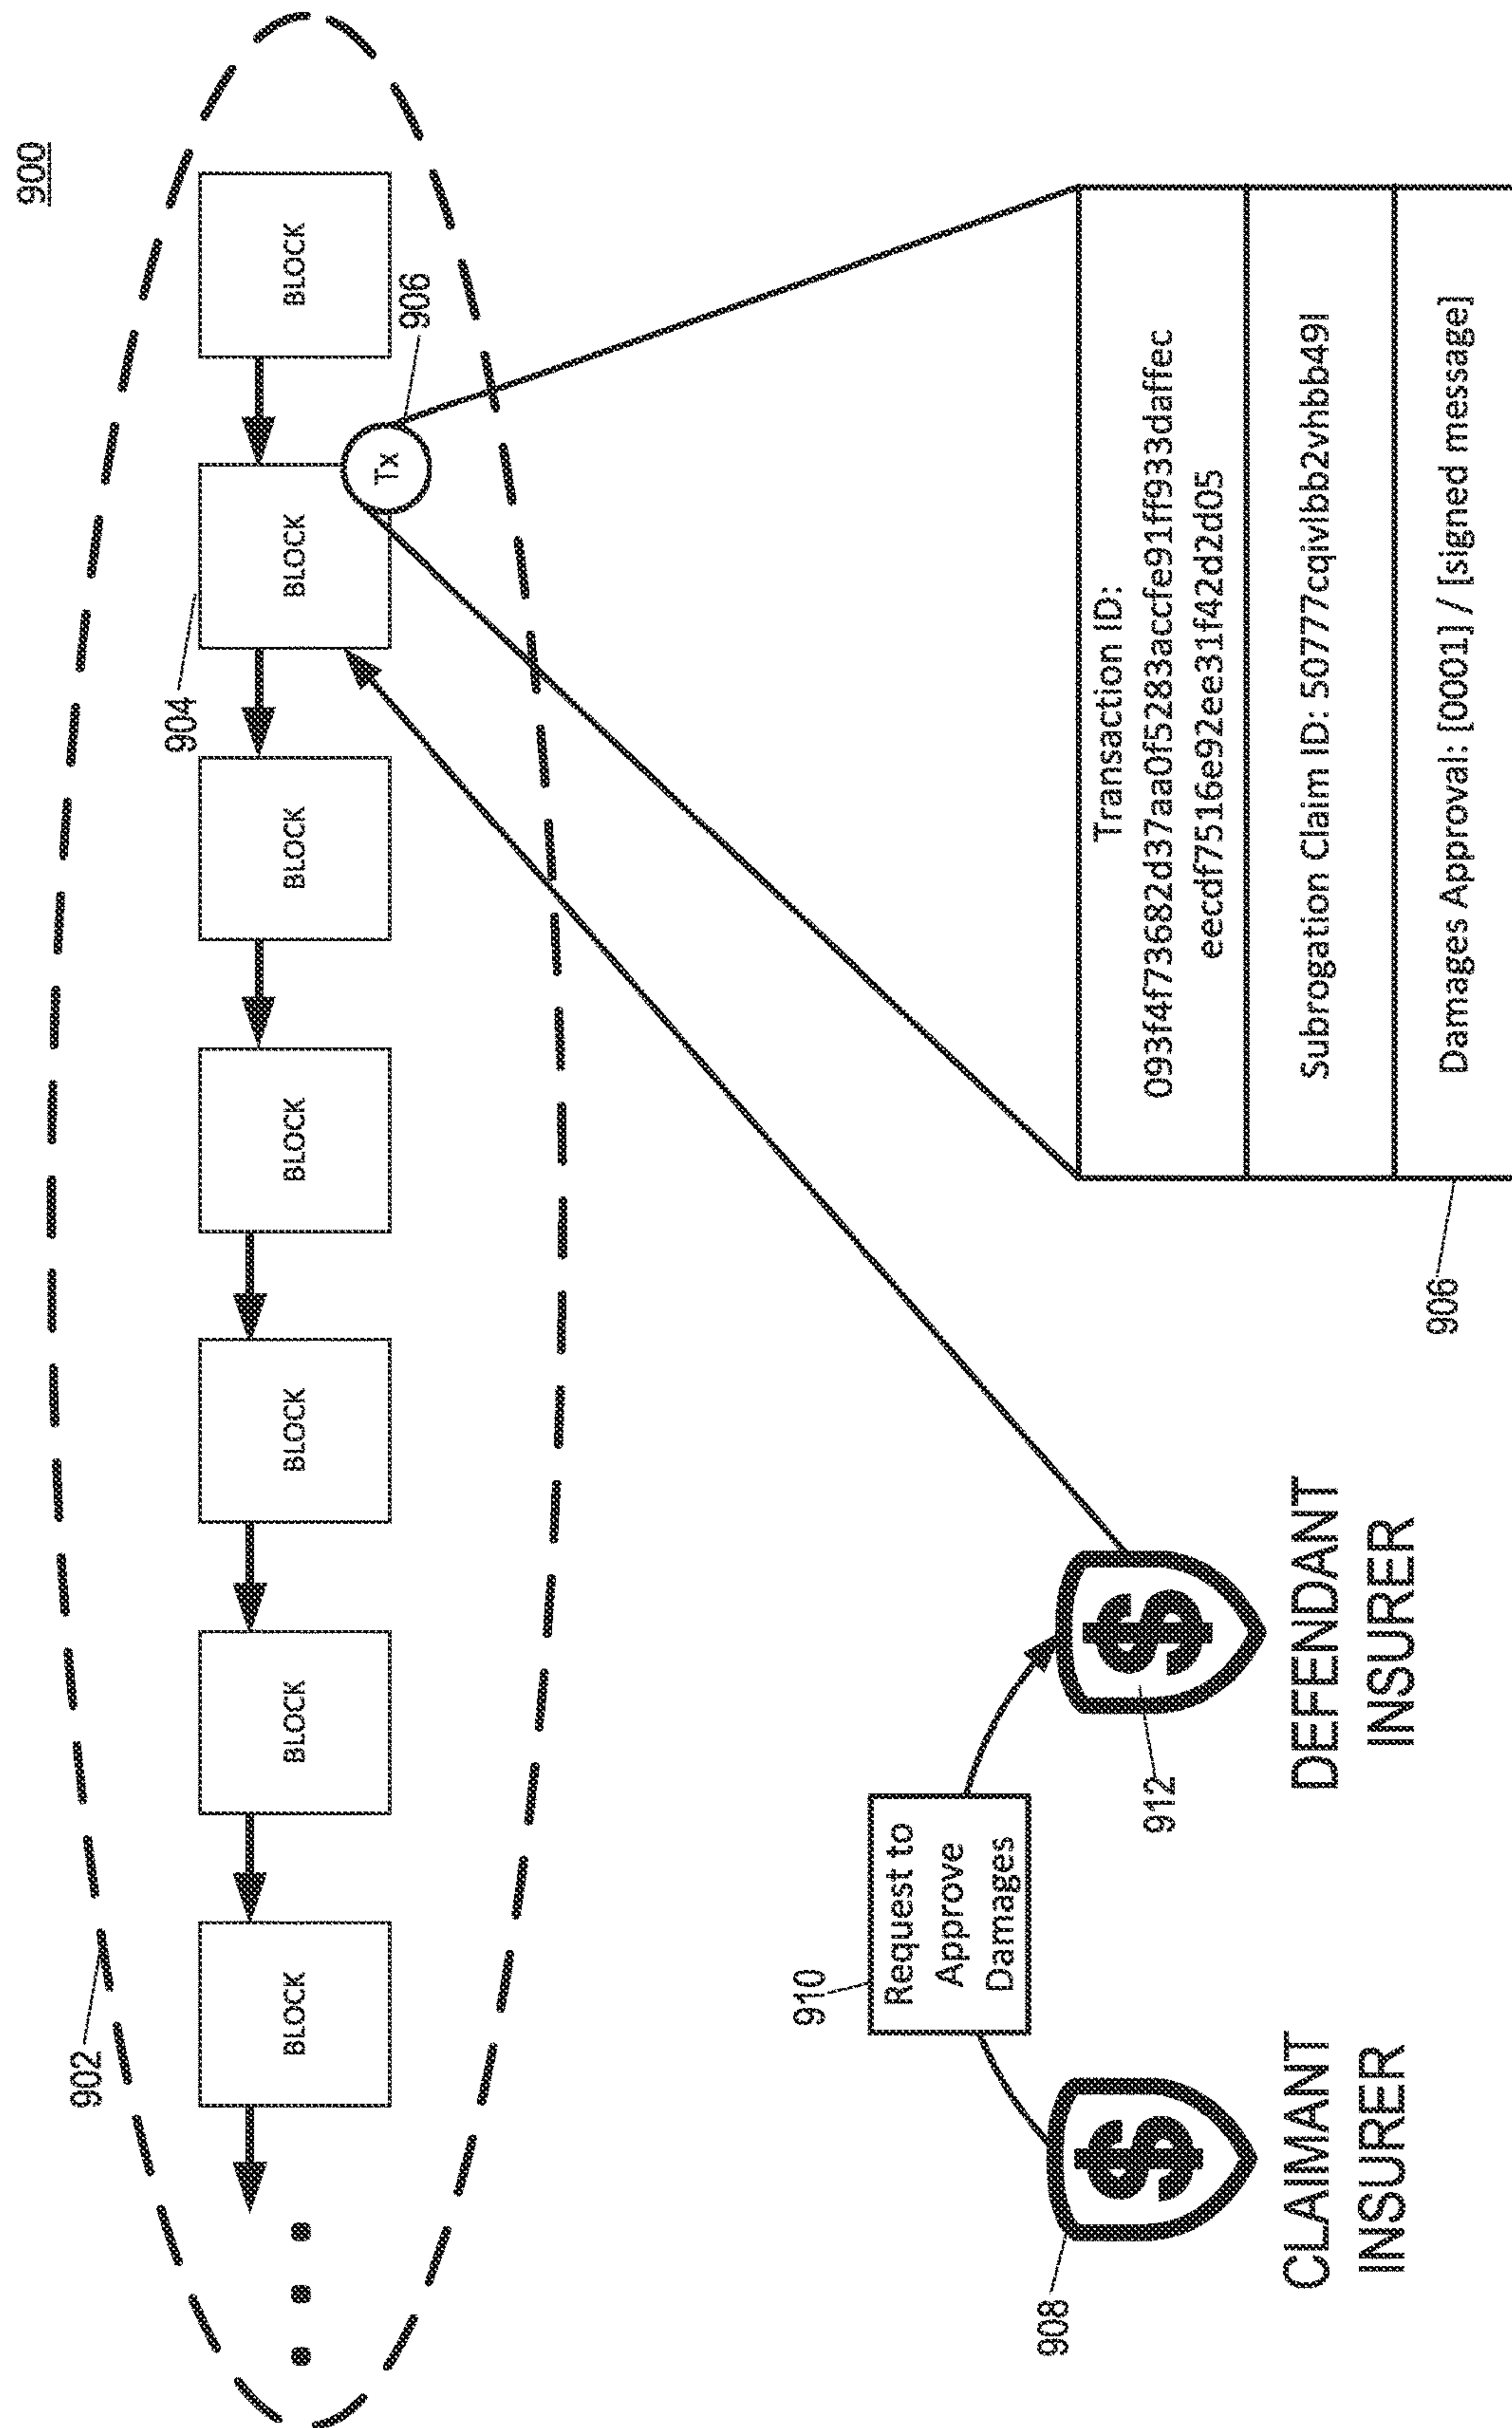 900
902
904
BLOCK
BLOCK
BLOCK
BLOCK
BLOCK
BLOCK
BLOCK
Tx
906
910
Request to
Approve
Damages
908
912
CLAIMANT
INSURER
DEFENDANT
INSURER
906
Transaction ID:
093f4f73682d37aa0f5283accfe91ff933daffec
eecdf7516e92ee31f42d2d05
Subrogation Claim ID: 50777cqivlbb2vhbb49l
Damages Approval: [0001] / [signed message]